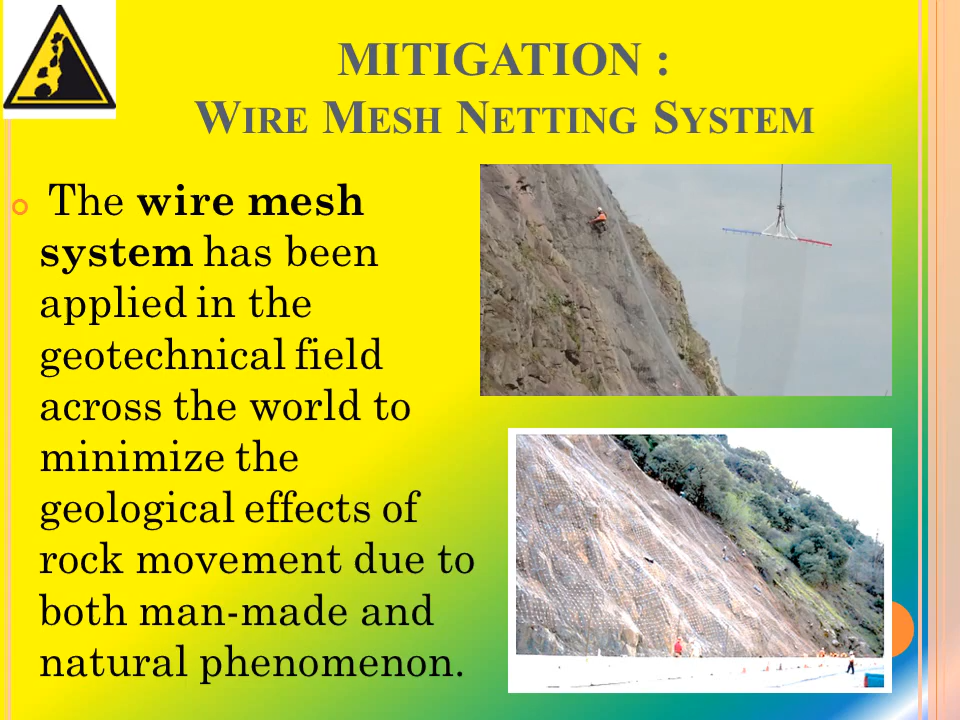 MITIGATION :
WIRE MESH NETTING SYSTEM
The wire mesh
system has been
applied in the
geotechnical field
across the world to
minimize the
geological effects of
rock movement due to
both man-made and
natural phenomenon.